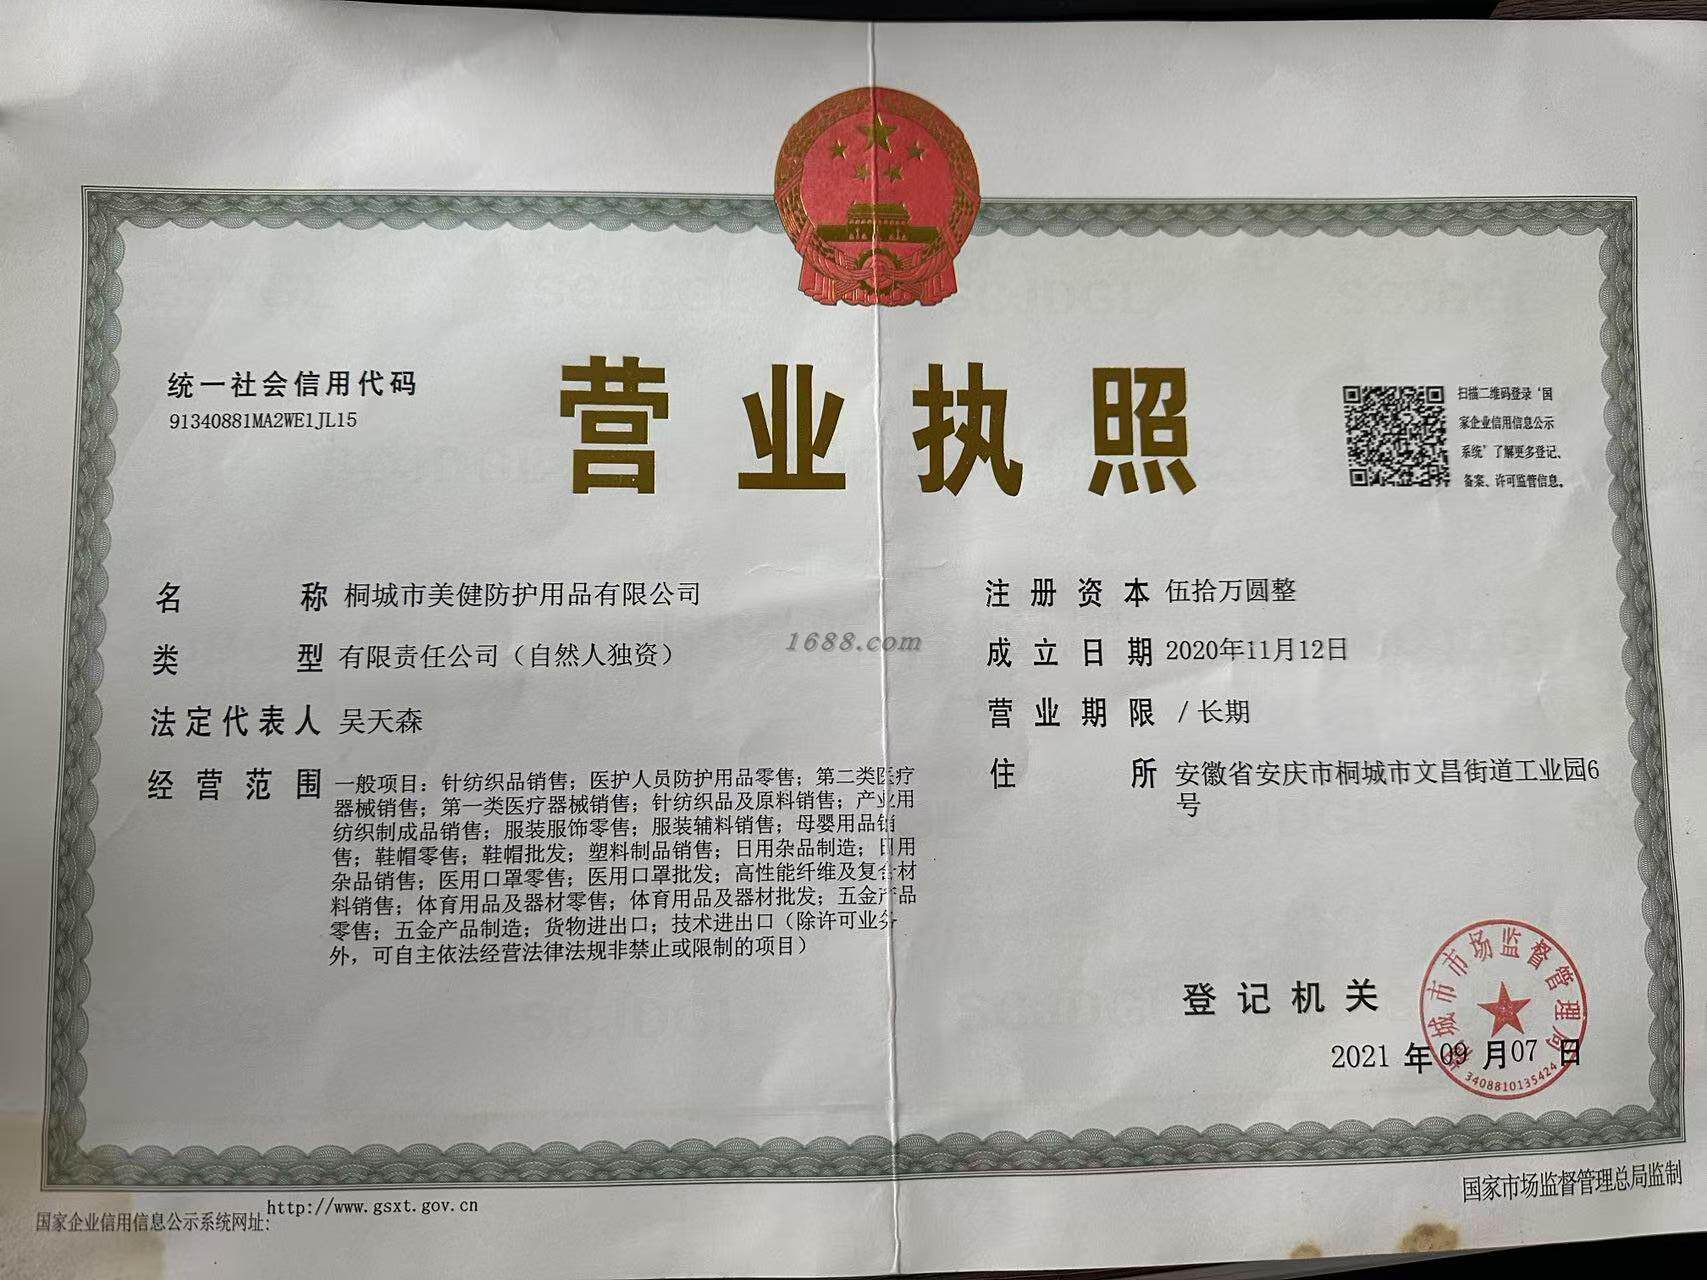 统一社会信用代码
91340881MA2WE1JL15
营业执照
扫描二维码登录‘国
家企业信用信息公示
系统’了解更多登记、
备案、许可监管信息。
名称 桐城市美健防护用品有限公司
类型 有限责任公司（自然人独资）
法定代表人 吴天森
经营范围 一般项目：针纺织品销售；医护人员防护用品零售；第二类医疗
器械销售；第一类医疗器械销售；针纺织品及原料销售；产业用
纺织制成品销售；服装服饰零售；服装辅料销售；母婴用品销
售；鞋帽零售；鞋帽批发；塑料制品销售；日用杂品制造；日用
杂品销售；医用口罩零售；医用口罩批发；高性能纤维及复合材
料销售；体育用品及器材零售；体育用品及器材批发；五金产品
零售；五金产品制造；货物进出口；技术进出口（除许可业务
外，可自主依法经营法律法规非禁止或限制的项目）
注册资本 伍拾万圆整
成立日期 2020年11月12日
营业期限 / 长期
住所 安徽省安庆市桐城市文昌街道工业园6
号
1688.com
登记机关
桐城市市场监督管理局
3408810135424
2021 年 09 月 07 日
国家企业信用信息公示系统网址：
http://www.gsxt.gov.cn
国家市场监督管理总局监制